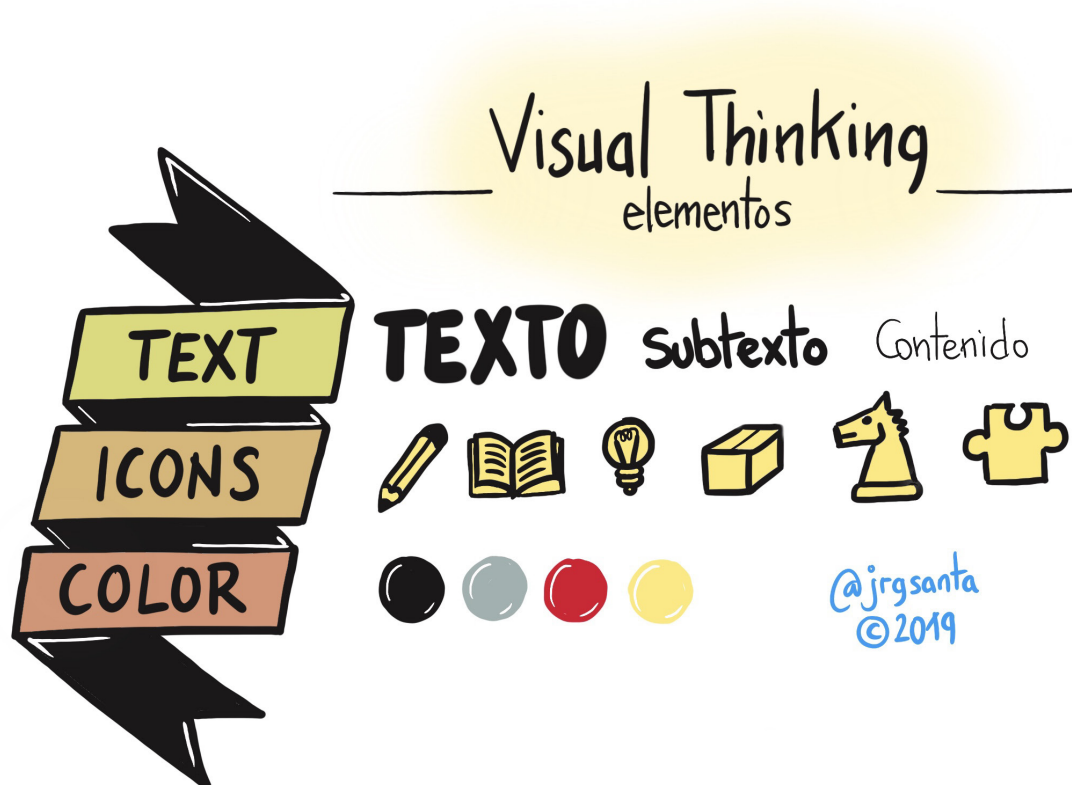 Visual Thinking
elementos
TEXT
TEXTO Subtexto Contenido
ICONS
COLOR
@jrgsanta
©2019